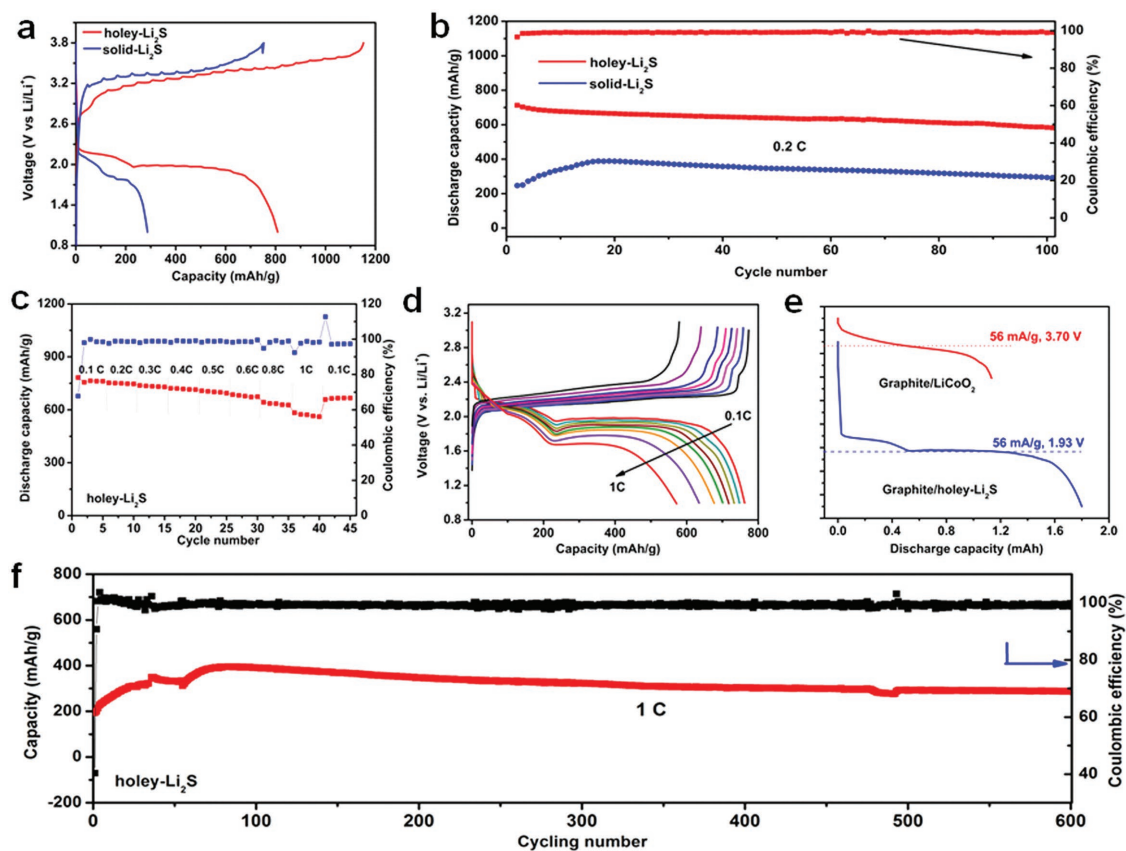 a
holey-Li2S
solid-Li2S
3.8
3.2
2.6
2.0
1.4
0.8
Voltage (V vs Li/Li+)
0 200 400 600 800 1000 1200
Capacity (mAh/g)
b
1200
1000
800
600
400
200
0
Discharge capactiy (mAh/g)
holey-Li2S
solid-Li2S
0.2 C
100
80
60
40
20
0
Coulombic efficiency (%)
0 20 40 60 80 100
Cycle number
c
1200
1050
900
750
600
450
300
Discharge capacity (mAh/g)
0.1 C 0.2C 0.3C 0.4C 0.5C 0.6C 0.8C 1C 0.1C
holey-Li2S
120
100
80
60
40
20
0
Coulombic efficiency (%)
0 5 10 15 20 25 30 35 40 45
Cycle number
d
3.0
2.4
1.8
1.2
Voltage (V vs. Li/Li+)
0.1C
1C
0 200 400 600 800
Capacity (mAh/g)
e
56 mA/g, 3.70 V
Graphite/LiCoO2
56 mA/g, 1.93 V
Graphite/holey-Li2S
0.0 0.4 0.8 1.2 1.6 2.0
Discharge capacity (mAh)
f
800
600
400
200
0
-200
Capacity (mAh/g)
1 C
holey-Li2S
100
80
60
40
Coulombic efficiency (%)
0 100 200 300 400 500 600
Cycling number